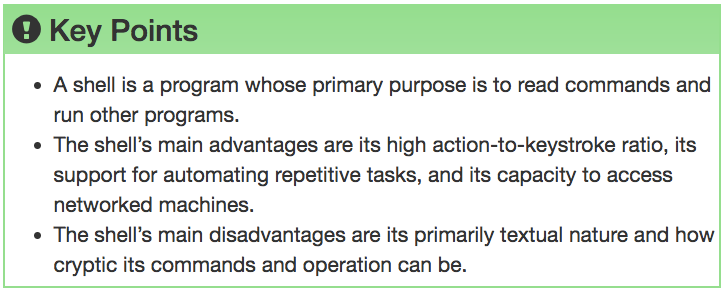 Key Points
• A shell is a program whose primary purpose is to read commands and
run other programs.
• The shell’s main advantages are its high action-to-keystroke ratio, its
support for automating repetitive tasks, and its capacity to access
networked machines.
• The shell’s main disadvantages are its primarily textual nature and how
cryptic its commands and operation can be.